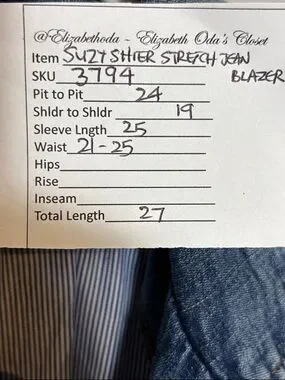 @Elizabethoda ~ Elizabeth Oda's Closet
Item SUZY SHIER STRETCH JEAN
SKU 3794 BLAZER
Pit to Pit 24
Shldr to Shldr 19
Sleeve Lngth 25
Waist 21-25
Hips
Rise
Inseam
Total Length 27